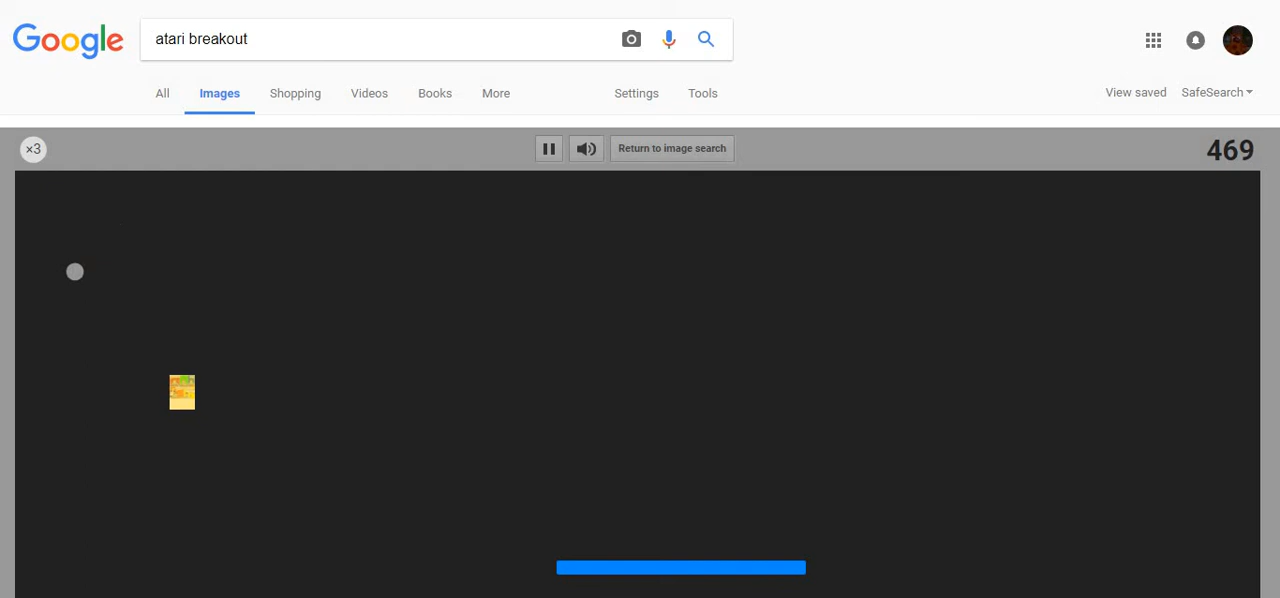 Google
atari breakout
All Images Shopping Videos Books More Settings Tools View saved SafeSearch
×3 Return to image search 469